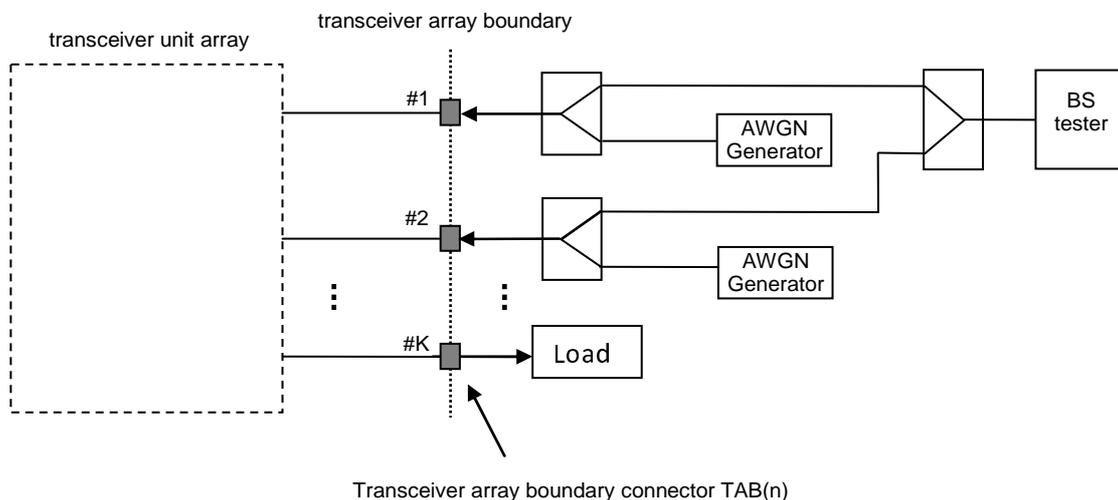 transceiver array boundary
transceiver unit array
#1
BS
tester
AWGN
Generator
#2
AWGN
Generator
#K
Load
Transceiver array boundary connector TAB(n)